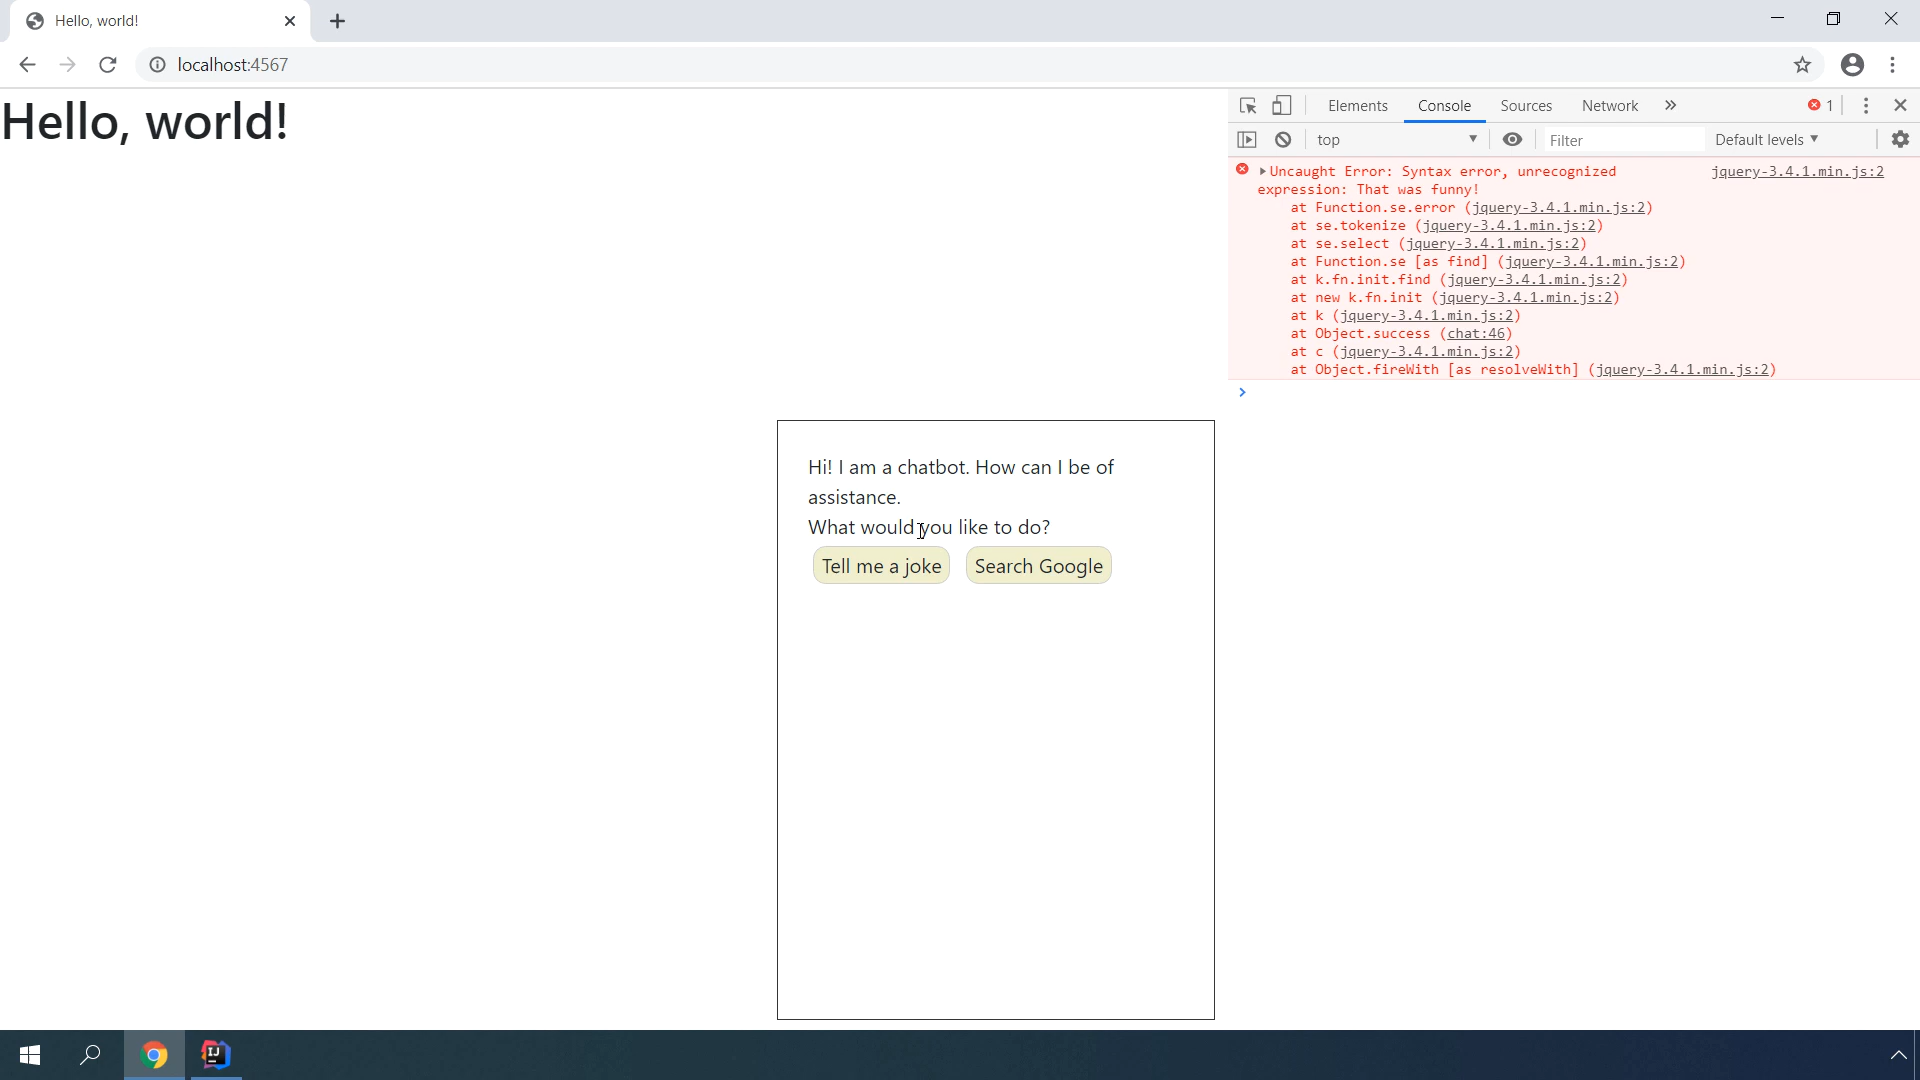 Hello, world!
localhost:4567
Hello, world!
Elements Console Sources Network » 1
top Filter Default levels
Uncaught Error: Syntax error, unrecognized jquery-3.4.1.min.js:2
expression: That was funny!
at Function.se.error (jquery-3.4.1.min.js:2)
at se.tokenize (jquery-3.4.1.min.js:2)
at se.select (jquery-3.4.1.min.js:2)
at Function.se [as find] (jquery-3.4.1.min.js:2)
at k.fn.init.find (jquery-3.4.1.min.js:2)
at new k.fn.init (jquery-3.4.1.min.js:2)
at k (jquery-3.4.1.min.js:2)
at Object.success (chat:46)
at c (jquery-3.4.1.min.js:2)
at Object.fireWith [as resolveWith] (jquery-3.4.1.min.js:2)
Hi! I am a chatbot. How can I be of
assistance.
What would you like to do?
Tell me a joke Search Google
IJ